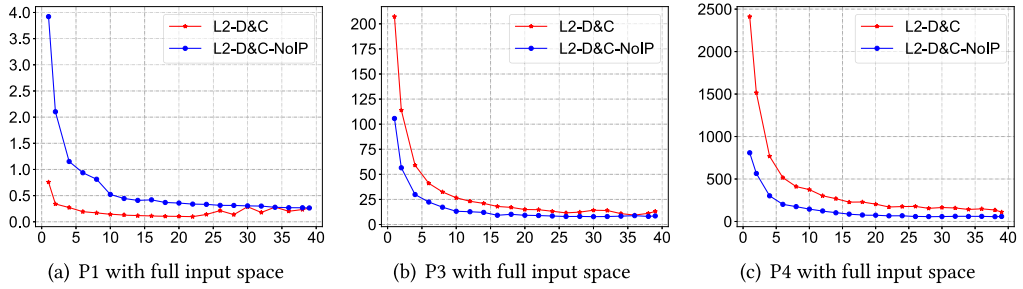 4.0
3.5
3.0
2.5
2.0
1.5
1.0
0.5
0.0
0 5 10 15 20 25 30 35 40
L2-D&C
L2-D&C-NoIP
(a) P1 with full input space
200
175
150
125
100
75
50
25
0
0 5 10 15 20 25 30 35 40
L2-D&C
L2-D&C-NoIP
(b) P3 with full input space
2500
2000
1500
1000
500
0
0 5 10 15 20 25 30 35 40
L2-D&C
L2-D&C-NoIP
(c) P4 with full input space